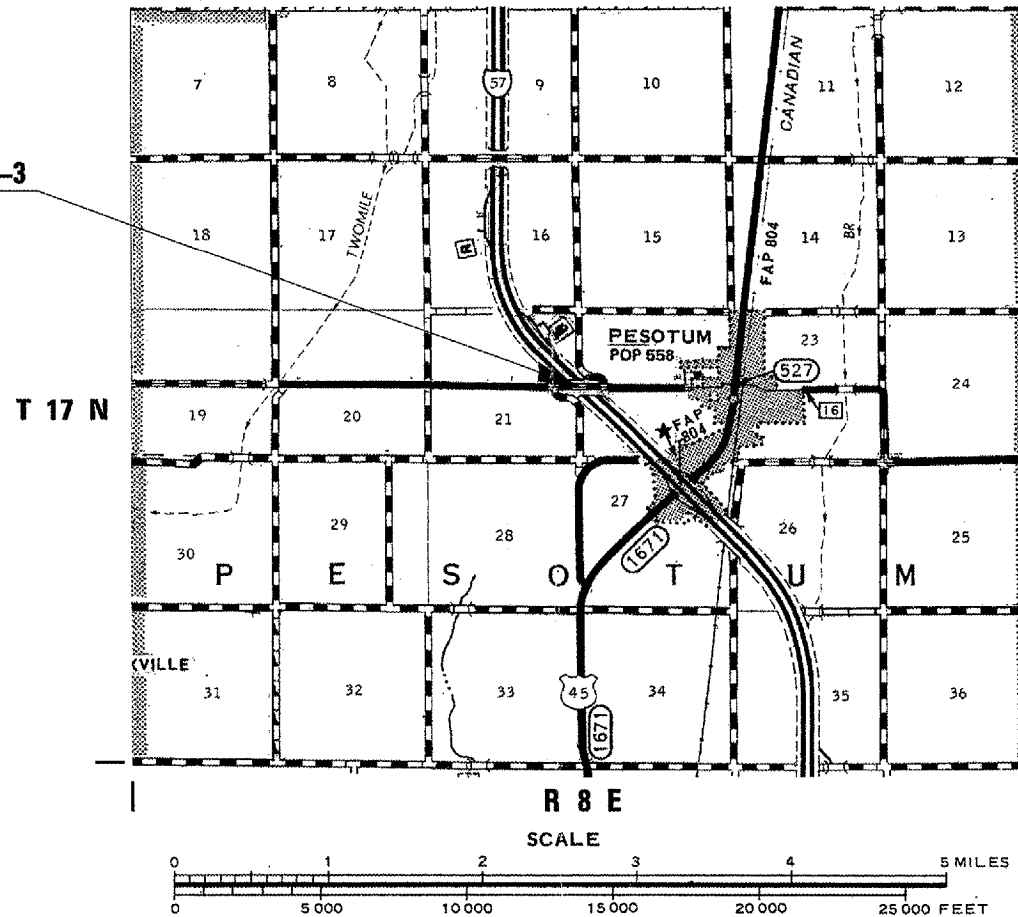 7 8 57 9 10 11 12
CANADIAN
-3
18 17 TWOMILE R 16 15 FAP 804 14 BR 13
PESOTUM
POP 558
23
527
24
T 17 N
19 20 21
16
★ FAP
804
27
29 28 26 25
30
1671
P E S O T U M
KVILLE
31 32 33 45 34 35 36
1671
R 8 E
SCALE
0 1 2 3 4 5 MILES
0 5 000 10 000 15 000 20 000 25 000 FEET